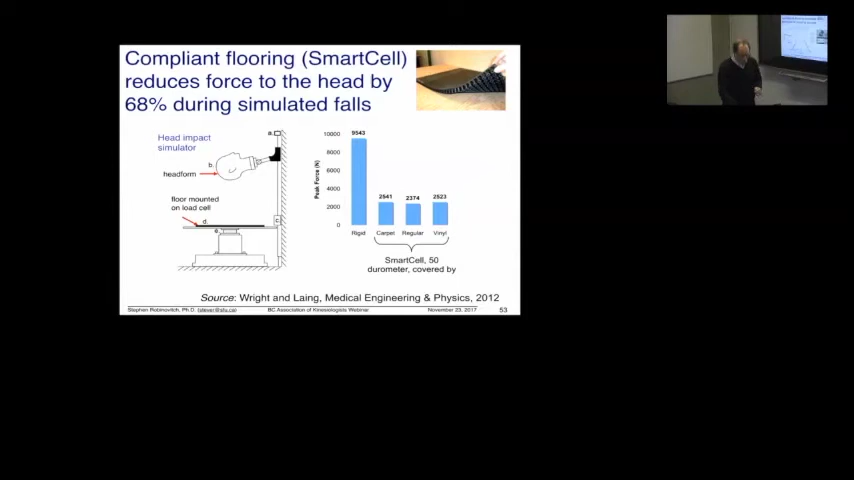 Compliant flooring (SmartCell)
reduces force to the head by
68% during simulated falls
Head impact
simulator
a.
b.
headform
floor mounted
on load cell
c.
d.
e.
Peak Force (N)
10000
8000
6000
4000
2000
0
9543
2541
2374
2523
Rigid
Carpet
Regular
Vinyl
SmartCell, 50
durometer, covered by
Source: Wright and Laing, Medical Engineering & Physics, 2012
Stephen Robinovitch, Ph.D. (stever@sfu.ca)
BC Association of Kinesiologists Webinar
November 23, 2017
53